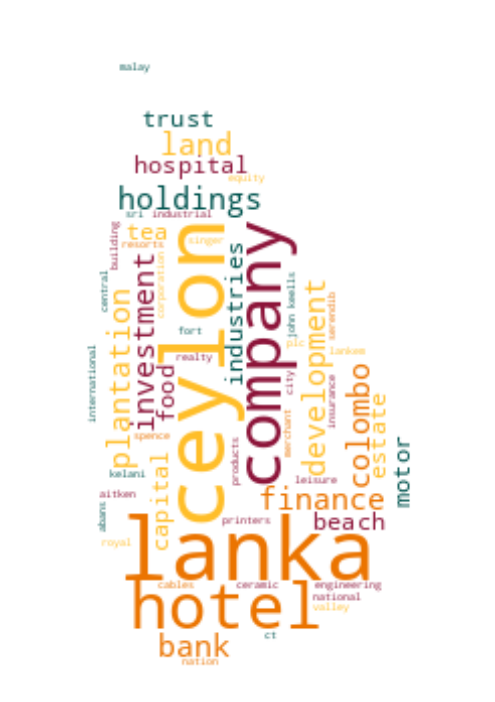 malay
trust
land
hospital
equity
holdings
sri
industrial
building
tea
singer
resorts
ceylon
company
corporation
central
investment
industries
john keells
plantation
development
serendib
fort
plc
lankem
realty
international
food
city
colombo
insurance
estate
merchant
spence
products
motor
kelani
capital
leisure
aitken
finance
abans
printers
beach
lanka
royal
cables
ceramic
engineering
hotel
national
valley
ct
bank
nation